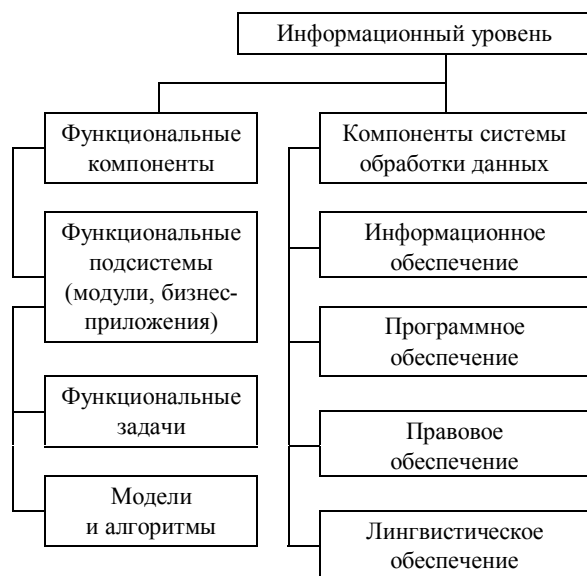 Информационный уровень
Функциональные
компоненты
Компоненты системы
обработки данных
Функциональные
подсистемы
(модули, бизнес-
приложения)
Информационное
обеспечение
Программное
обеспечение
Функциональные
задачи
Правовое
обеспечение
Модели
и алгоритмы
Лингвистическое
обеспечение